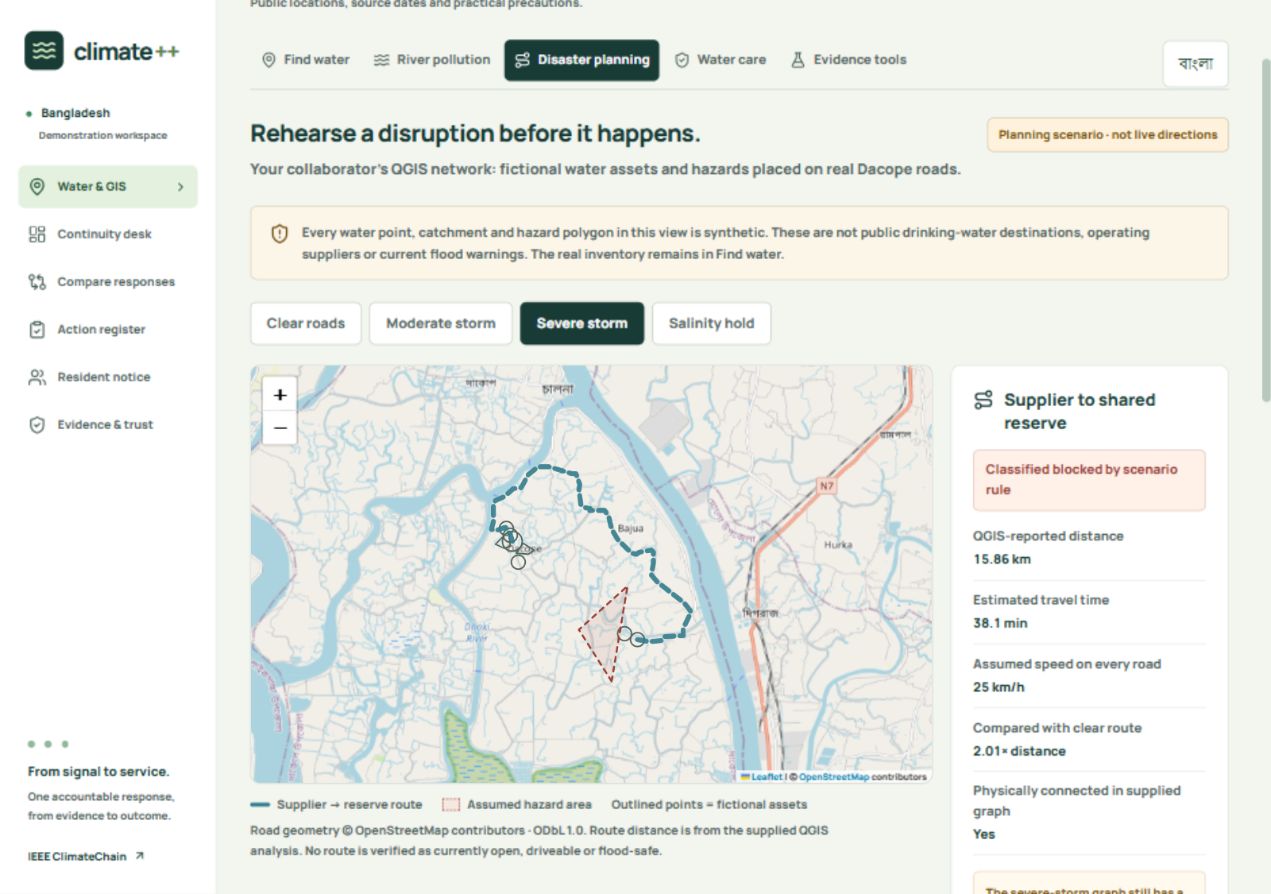 Public locations, source dates and practical precautions.
climate++
Bangladesh
Demonstration workspace
Water & GIS
Continuity desk
Compare responses
Action register
Resident notice
Evidence & trust
From signal to service.
One accountable response,
from evidence to outcome.
IEEE ClimateChain ↗
Find water
River pollution
Disaster planning
Water care
Evidence tools
বাংলা
Rehearse a disruption before it happens.
Planning scenario · not live directions
Your collaborator's QGIS network: fictional water assets and hazards placed on real Dacope roads.
Every water point, catchment and hazard polygon in this view is synthetic. These are not public drinking-water destinations, operating
suppliers or current flood warnings. The real inventory remains in Find water.
Clear roads
Moderate storm
Severe storm
Salinity hold
+
−
চালনা
N7
Bajua
Hurka
দিগরাজ
Leaflet | © OpenStreetMap contributors
Supplier → reserve route
Assumed hazard area
Outlined points = fictional assets
Road geometry © OpenStreetMap contributors · ODbL 1.0. Route distance is from the supplied QGIS
analysis. No route is verified as currently open, driveable or flood-safe.
Supplier to shared
reserve
Classified blocked by scenario
rule
QGIS-reported distance
15.86 km
Estimated travel time
38.1 min
Assumed speed on every road
25 km/h
Compared with clear route
2.01× distance
Physically connected in supplied
graph
Yes
The severe-storm graph still has a